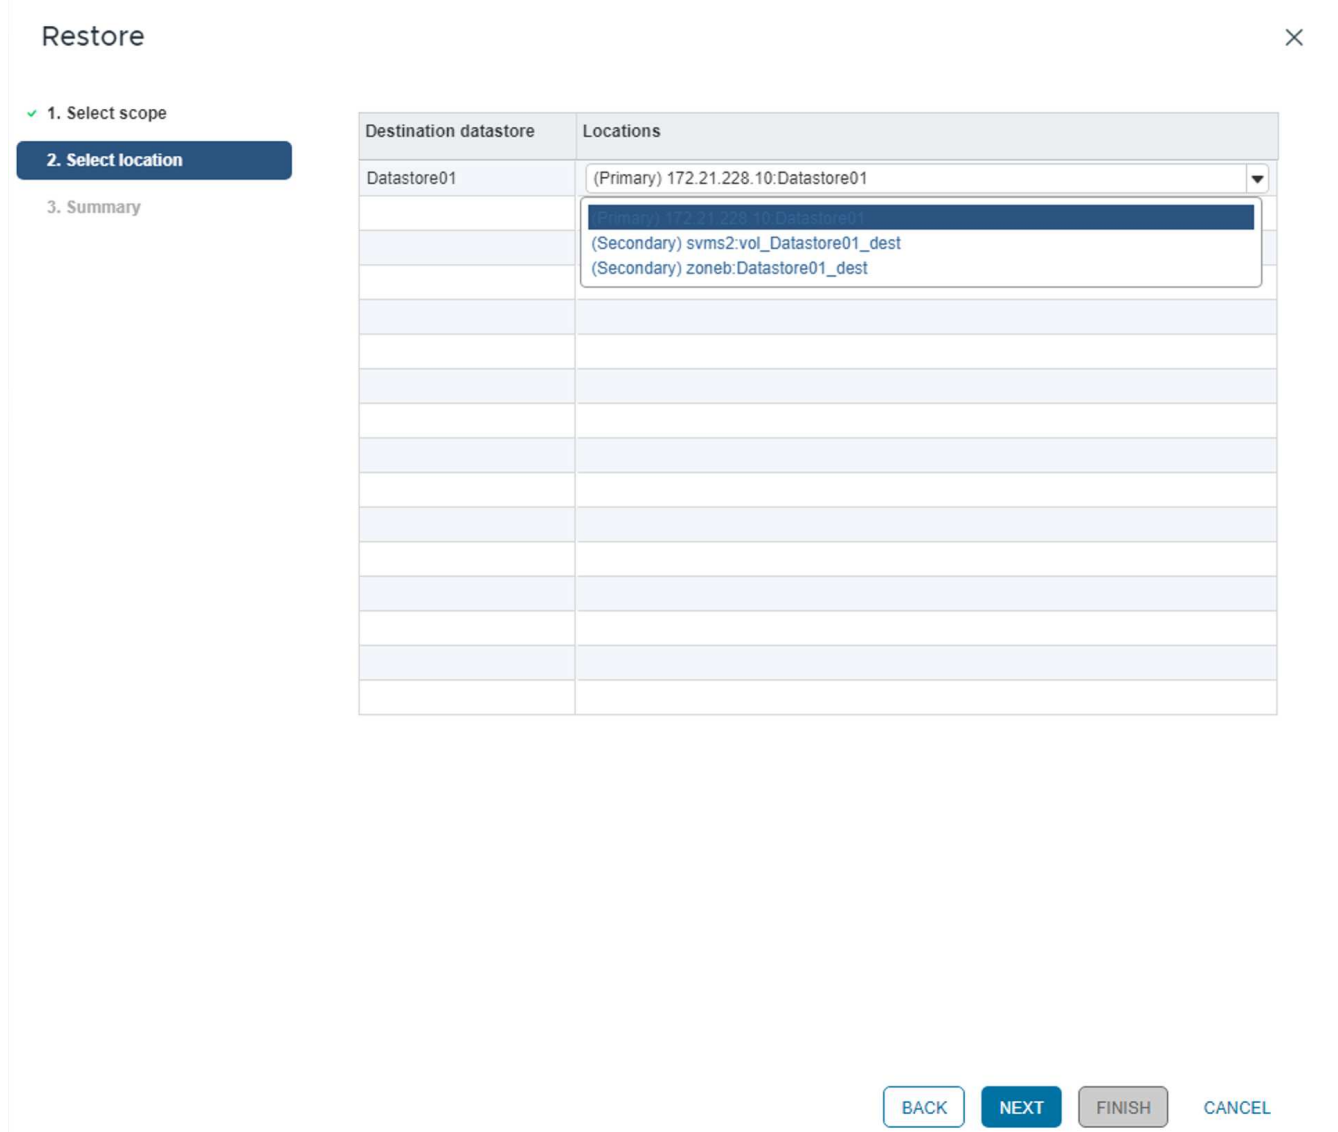 Restore
1. Select scope
2. Select location
3. Summary
Destination datastore Locations
Datastore01 (Primary) 172.21.228.10:Datastore01
(Primary) 172.21.228.10:Datastore01
(Secondary) svms2:vol_Datastore01_dest
(Secondary) zoneb:Datastore01_dest
BACK NEXT FINISH CANCEL